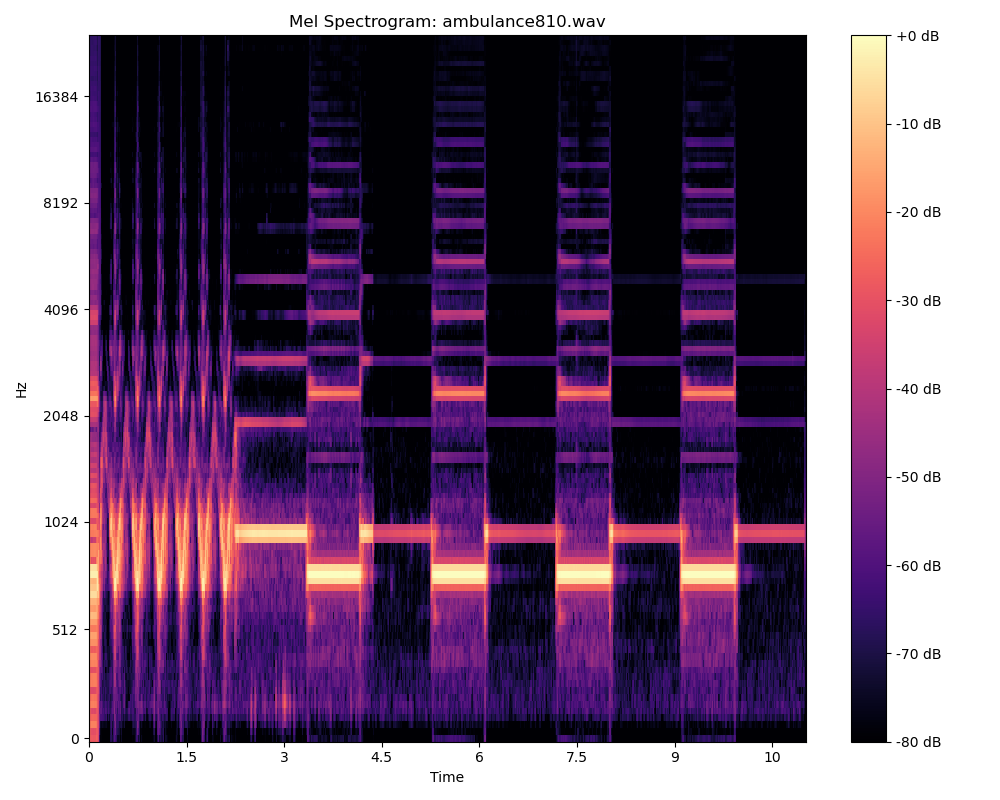 Mel Spectrogram: ambulance810.wav
+0 dB
16384
-10 dB
-20 dB
8192
-30 dB
4096
-40 dB
Hz
2048
-50 dB
1024
-60 dB
512
-70 dB
0
-80 dB
0 1.5 3 4.5 6 7.5 9 10
Time